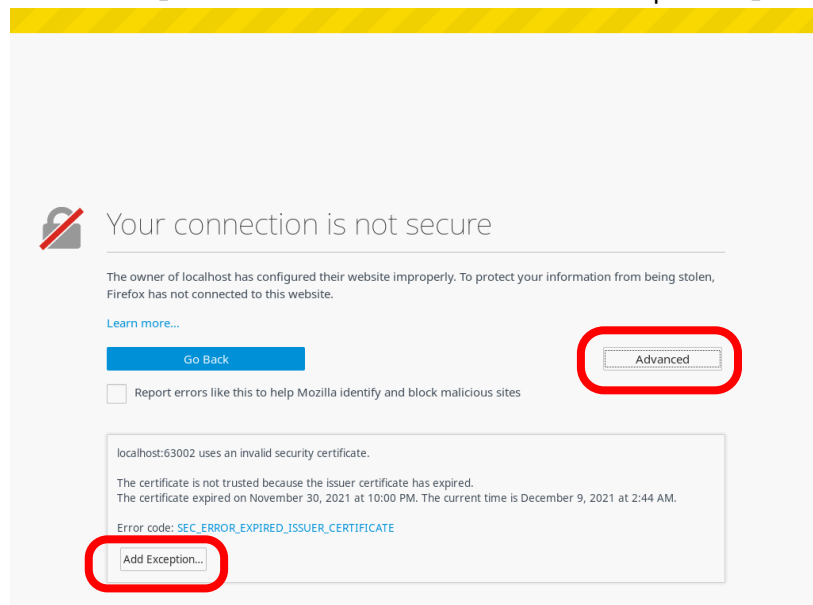 Your connection is not secure
The owner of localhost has configured their website improperly. To protect your information from being stolen,
Firefox has not connected to this website.
Learn more...
Go Back
Advanced
Report errors like this to help Mozilla identify and block malicious sites
localhost:63002 uses an invalid security certificate.
The certificate is not trusted because the issuer certificate has expired.
The certificate expired on November 30, 2021 at 10:00 PM. The current time is December 9, 2021 at 2:44 AM.
Error code: SEC_ERROR_EXPIRED_ISSUER_CERTIFICATE
Add Exception...